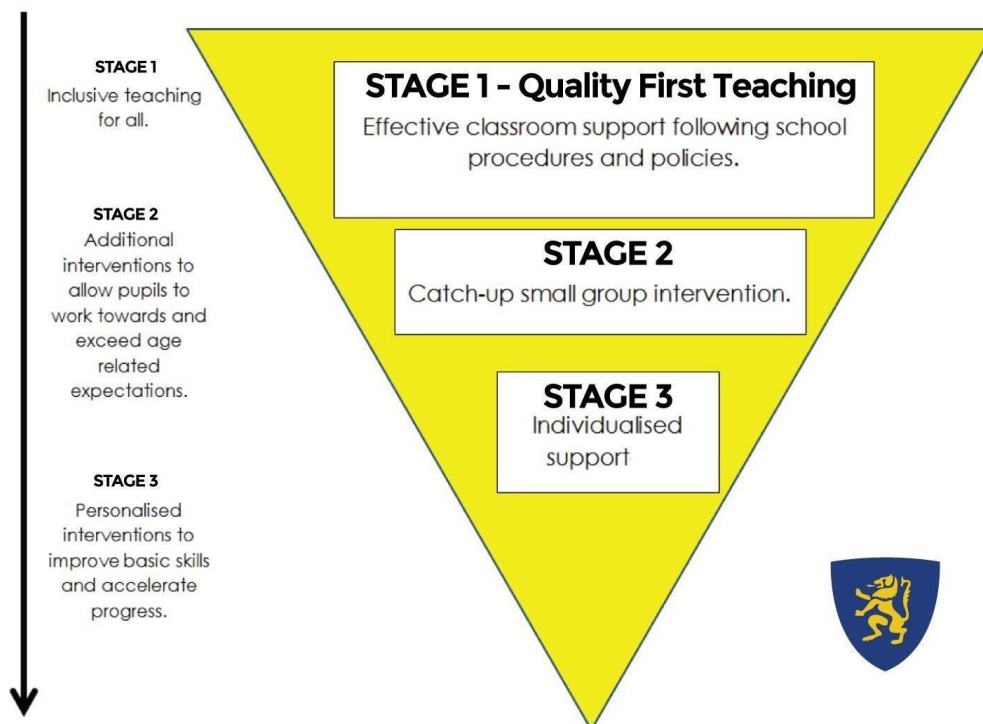 STAGE 1
Inclusive teaching
for all.
STAGE 2
Additional
interventions to
allow pupils to
work towards and
exceed age
related
expectations.
STAGE 3
Personalised
interventions to
improve basic skills
and accelerate
progress.
STAGE 1 - Quality First Teaching
Effective classroom support following school
procedures and policies.
STAGE 2
Catch-up small group intervention.
STAGE 3
Individualised
support